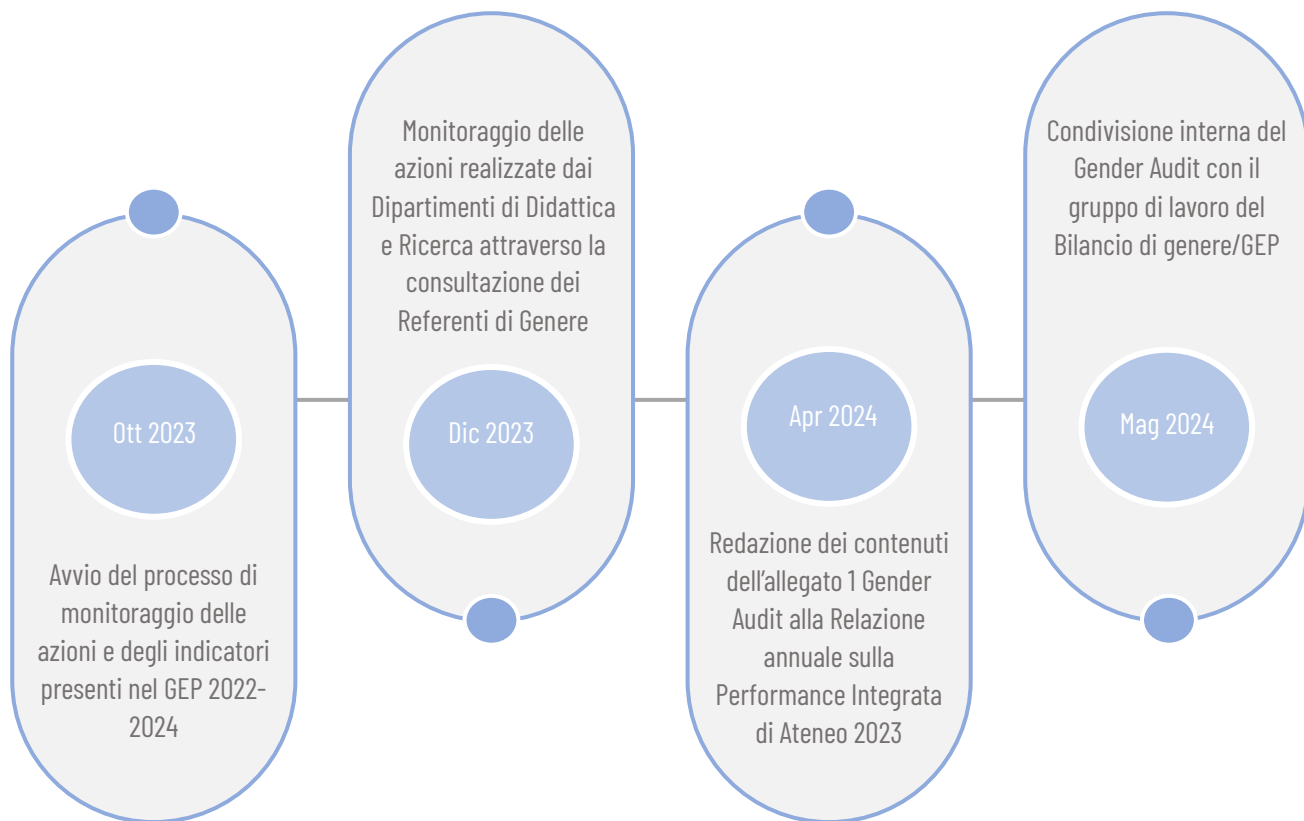 Ott 2023
Avvio del processo di
monitoraggio delle
azioni e degli indicatori
presenti nel GEP 2022-
2024
Monitoraggio delle
azioni realizzate dai
Dipartimenti di Didattica
e Ricerca attraverso la
consultazione dei
Referenti di Genere
Dic 2023
Apr 2024
Redazione dei contenuti
dell’allegato 1 Gender
Audit alla Relazione
annuale sulla
Performance Integrata
di Ateneo 2023
Condivisione interna del
Gender Audit con il
gruppo di lavoro del
Bilancio di genere/GEP
Mag 2024